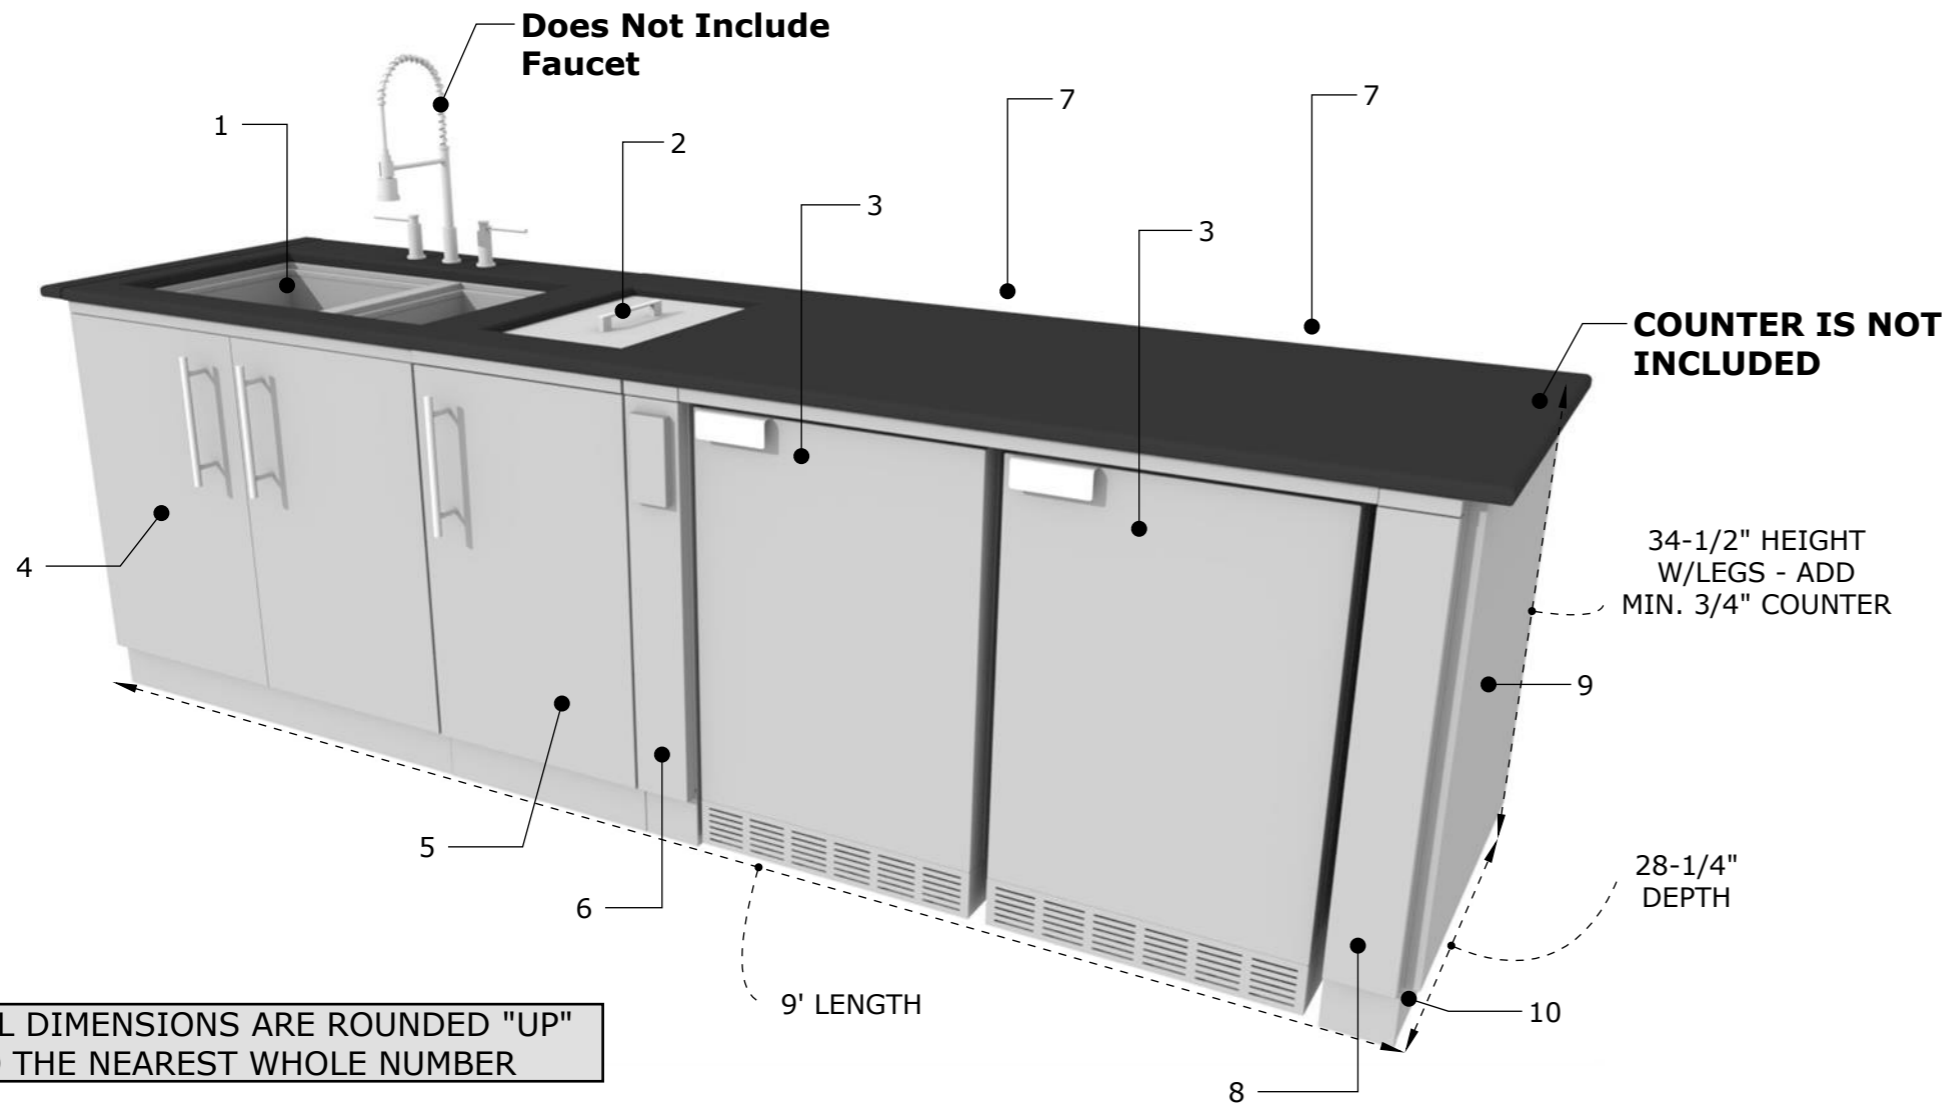 Does Not Include
Faucet
1
2
3
7
7
3
COUNTER IS NOT
INCLUDED
4
34-1/2" HEIGHT
W/LEGS - ADD
MIN. 3/4" COUNTER
9
5
6
28-1/4"
DEPTH
9' LENGTH
10
8
L DIMENSIONS ARE ROUNDED "UP"
THE NEAREST WHOLE NUMBER